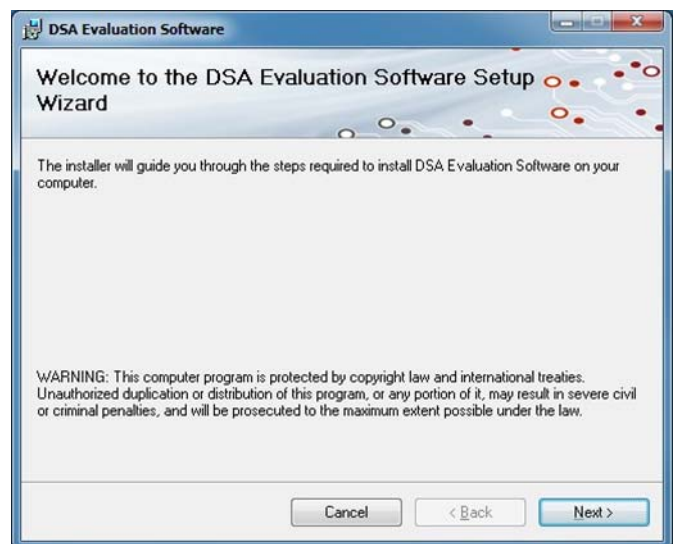 DSA Evaluation Software
Welcome to the DSA Evaluation Software Setup
Wizard
The installer will guide you through the steps required to install DSA Evaluation Software on your
computer.
WARNING: This computer program is protected by copyright law and international treaties.
Unauthorized duplication or distribution of this program, or any portion of it, may result in severe civil
or criminal penalties, and will be prosecuted to the maximum extent possible under the law.
Cancel
< Back
Next >